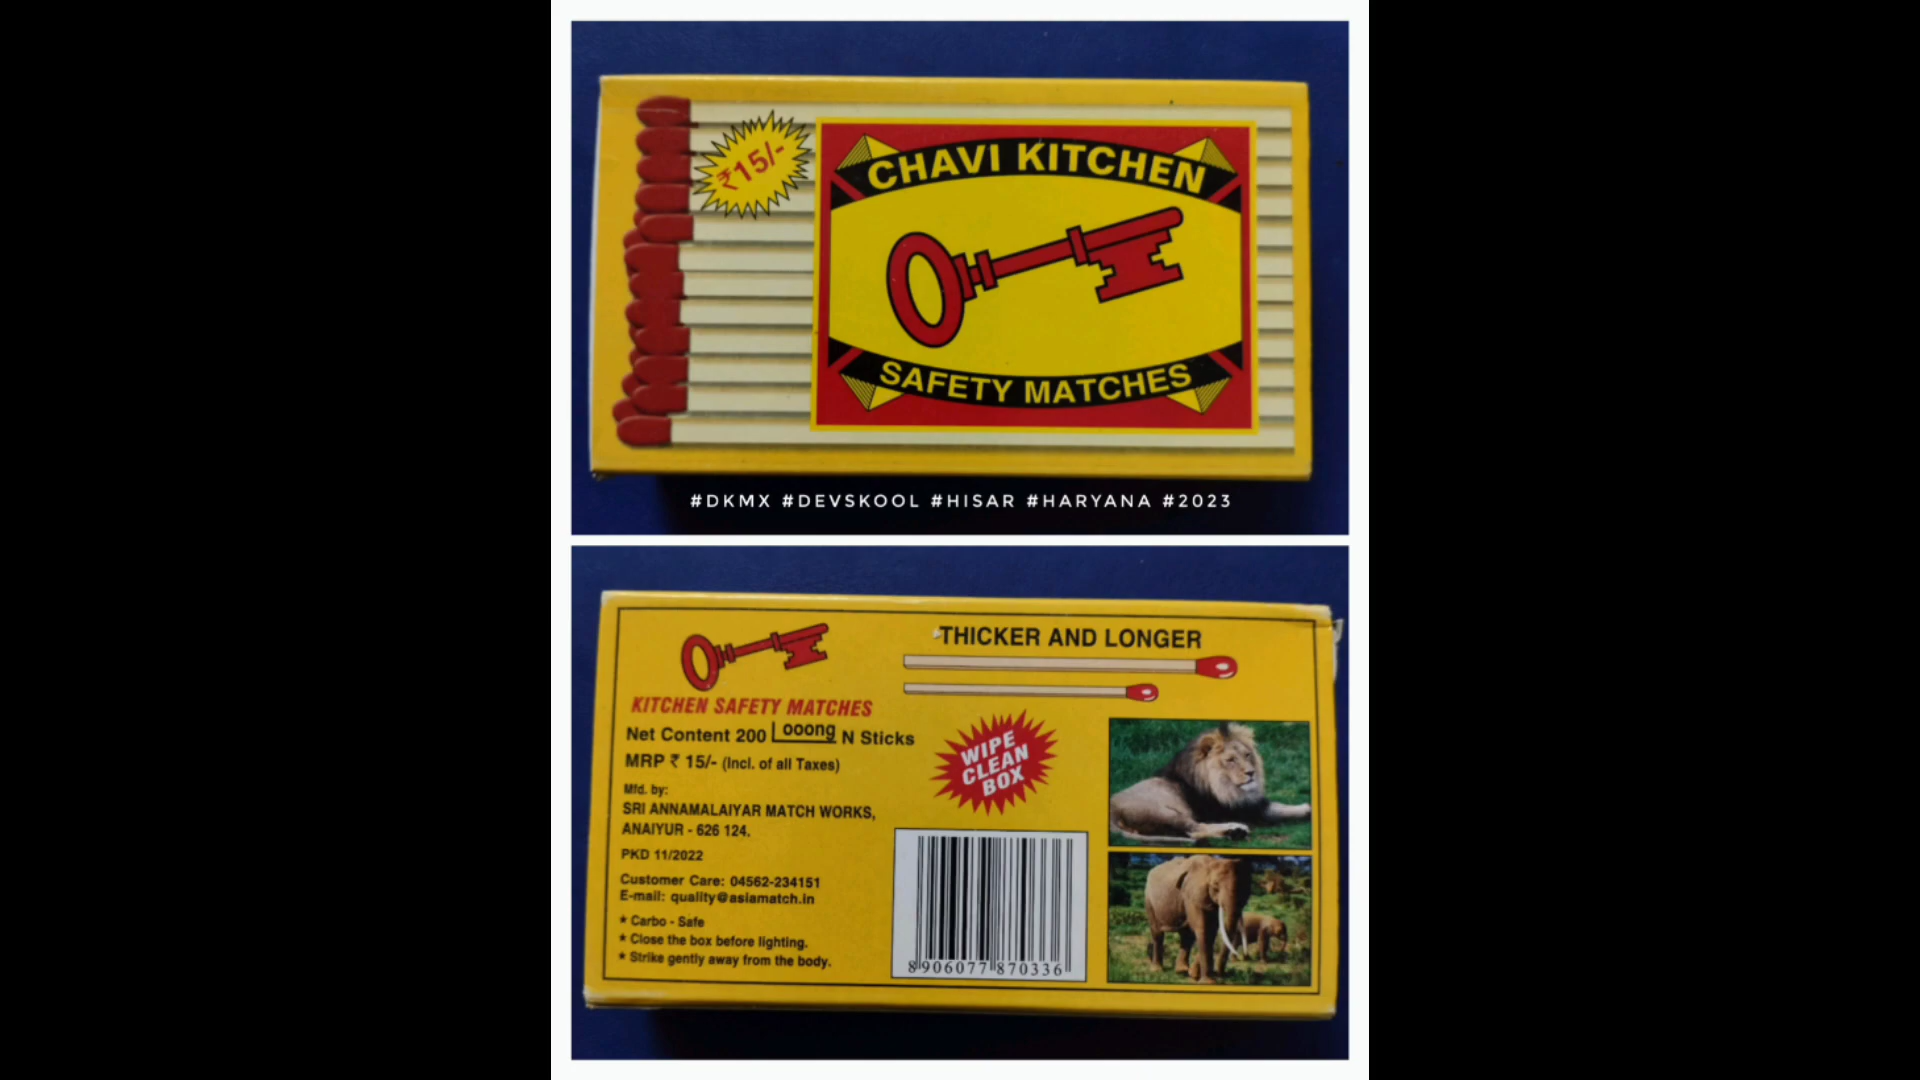 ₹15/-
CHAVI KITCHEN
SAFETY MATCHES
#DKMX #DEVSKOOL #HISAR #HARYANA #2023
KITCHEN SAFETY MATCHES
Net Content 200 Looong N Sticks
MRP ₹ 15/- (Incl. of all Taxes)
Mfd. by:
SRI ANNAMALAIYAR MATCH WORKS,
ANAIYUR - 626 124.
PKD 11/2022
Customer Care: 04562-234151
E-mail: quality@asiamatch.in
★ Carbo - Safe
★ Close the box before lighting.
★ Strike gently away from the body.
THICKER AND LONGER
WIPE
CLEAN
BOX
8906077870336